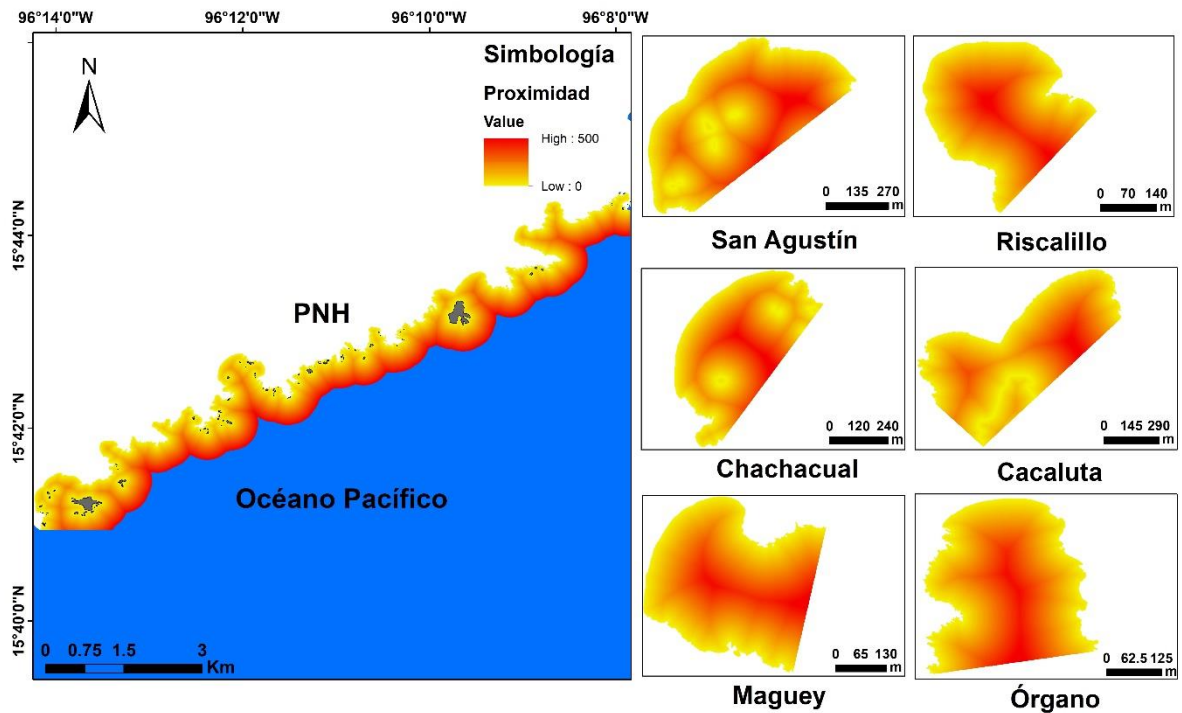 96°14'0"W 96°12'0"W 96°10'0"W 96°8'0"W
15°44'0"N
15°42'0"N
15°40'0"N
N
Simbología
Proximidad
Value
High : 500
Low : 0
PNH
Océano Pacífico
0 0.75 1.5 3
Km
0 135 270
m
San Agustín
0 70 140
m
Riscalillo
0 120 240
m
Chachacual
0 145 290
m
Cacaluta
0 65 130
m
Maguey
0 62.5 125
m
Órgano